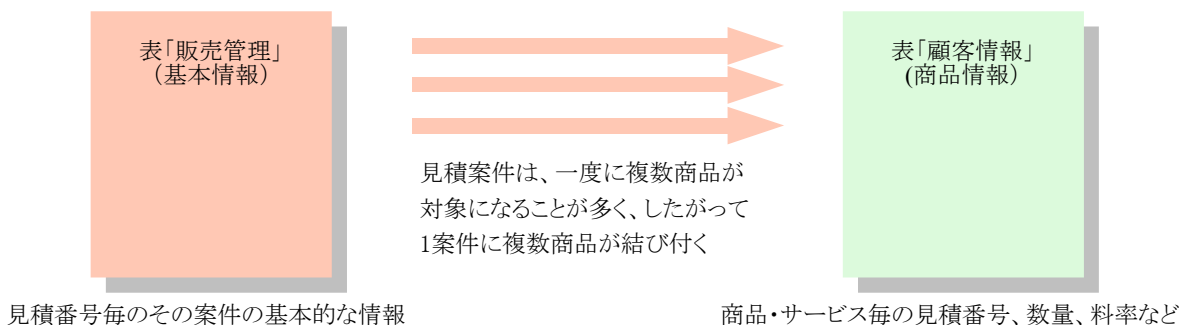 表「販売管理」
（基本情報）
表「顧客情報」
(商品情報）
見積案件は、一度に複数商品が
対象になることが多く、したがって
1案件に複数商品が結び付く
見積番号毎のその案件の基本的な情報
商品・サービス毎の見積番号、数量、料率など